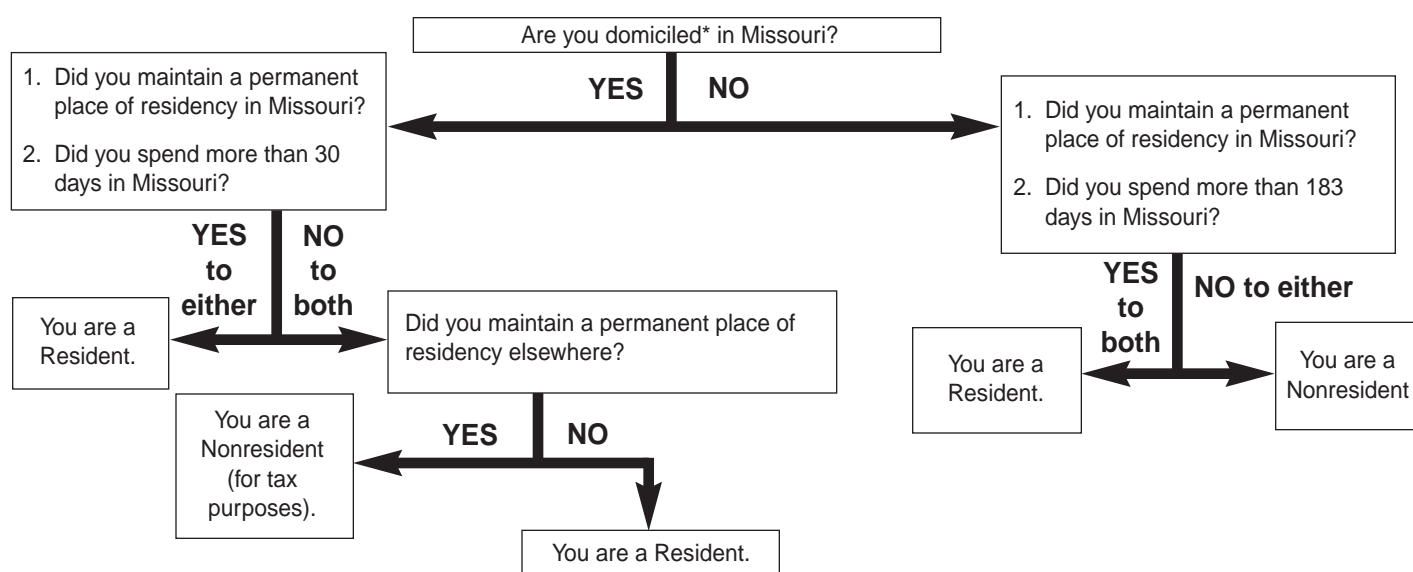 Are you domiciled* in Missouri?
YES
NO
1. Did you maintain a permanent
place of residency in Missouri?
2. Did you spend more than 30
days in Missouri?
1. Did you maintain a permanent
place of residency in Missouri?
2. Did you spend more than 183
days in Missouri?
YES
to
either
NO
to
both
You are a
Resident.
Did you maintain a permanent place of
residency elsewhere?
YES
NO
You are a
Nonresident
(for tax
purposes).
You are a Resident.
YES
to
both
NO to either
You are a
Resident.
You are a
Nonresident